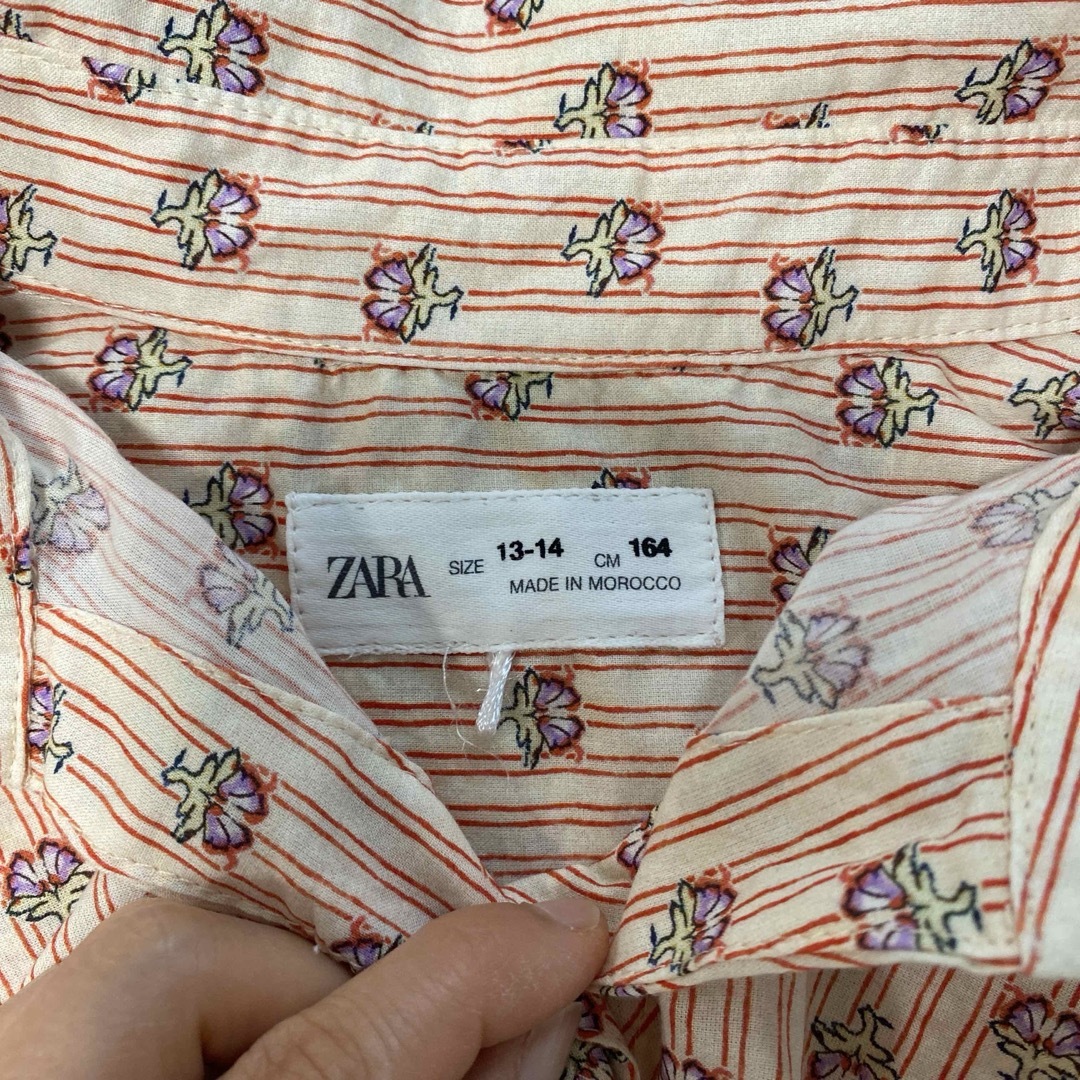 ZARA SIZE 13-14 CM 164
MADE IN MOROCCO